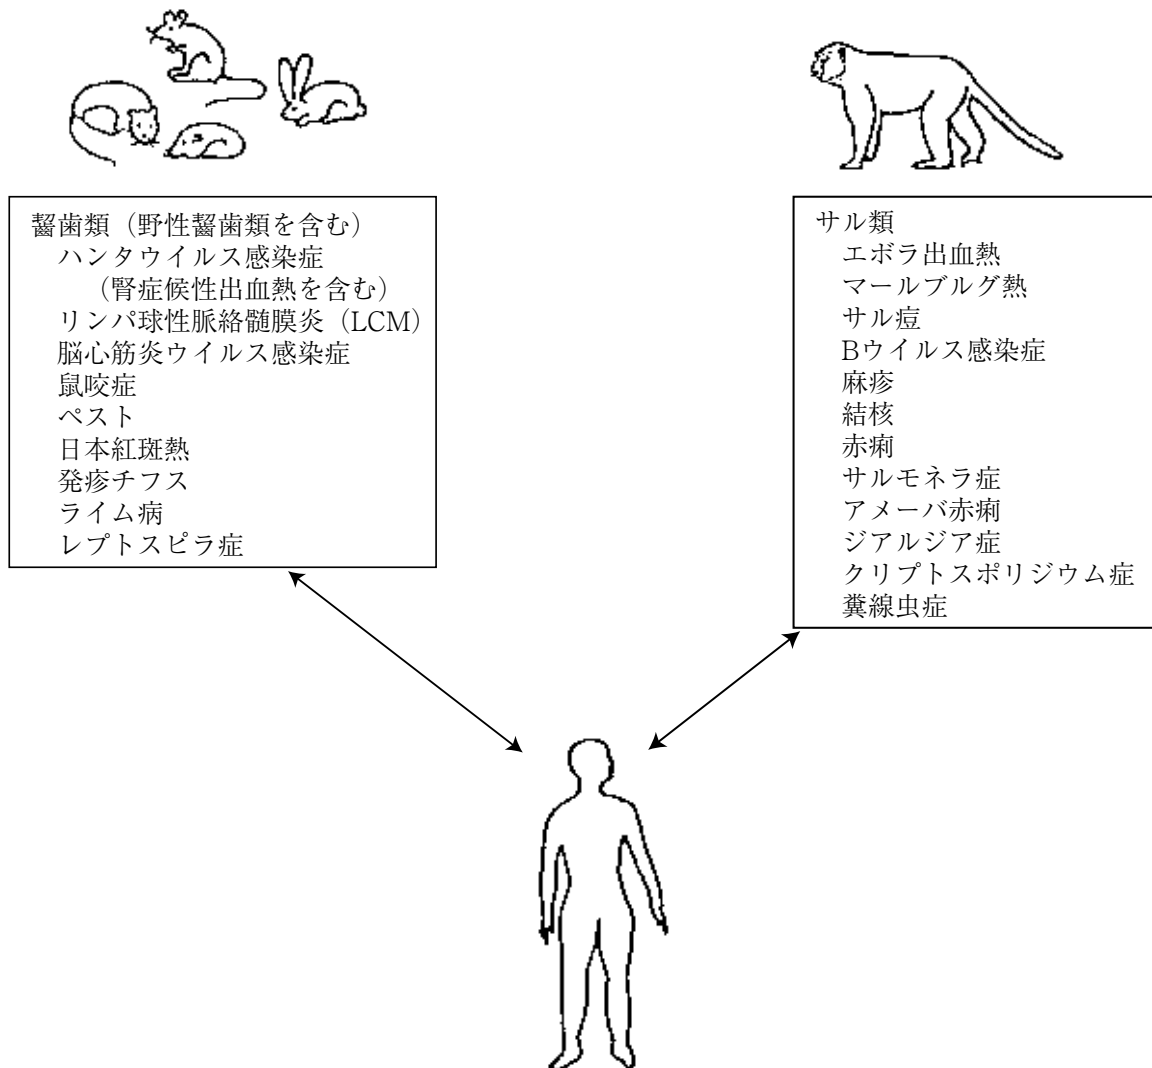 齧歯類（野性齧歯類を含む）
ハンタウイルス感染症
（腎症候性出血熱を含む）
リンパ球性脈絡髄膜炎（LCM）
脳心筋炎ウイルス感染症
鼠咬症
ペスト
日本紅斑熱
発疹チフス
ライム病
レプトスピラ症
サル類
エボラ出血熱
マールブルグ熱
サル痘
Bウイルス感染症
麻疹
結核
赤痢
サルモネラ症
アメーバ赤痢
ジアルジア症
クリプトスポリジウム症
糞線虫症